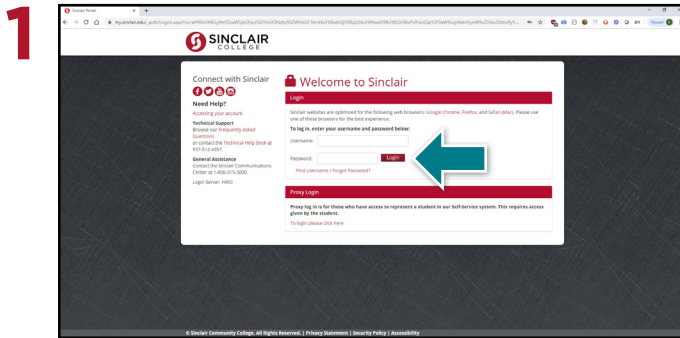 1
Sinclair Portal
SINCLAIR
COLLEGE
Connect with Sinclair
Need Help?
Accessing your account
Technical Support
Browse our Frequently Asked
Questions
or contact the Technical Help Desk at
937-512-4357.
General Assistance
Contact the Sinclair Communications
Center at 1-800-315-3000.
Login Server: HIRO
Welcome to Sinclair
Login
Sinclair websites are optimized for the following web browsers: Google Chrome, Firefox, and Safari (Mac). Please use
one of these browsers for the best experience.
To log in, enter your username and password below:
Username:
Password:
Login
Find Username / Forgot Password?
Proxy Login
Proxy log in is for those who have access to represent a student in our Self-Service system. This requires access
given by the student.
To login please click here
© Sinclair Community College, All Rights Reserved. | Privacy Statement | Security Policy | Accessibility